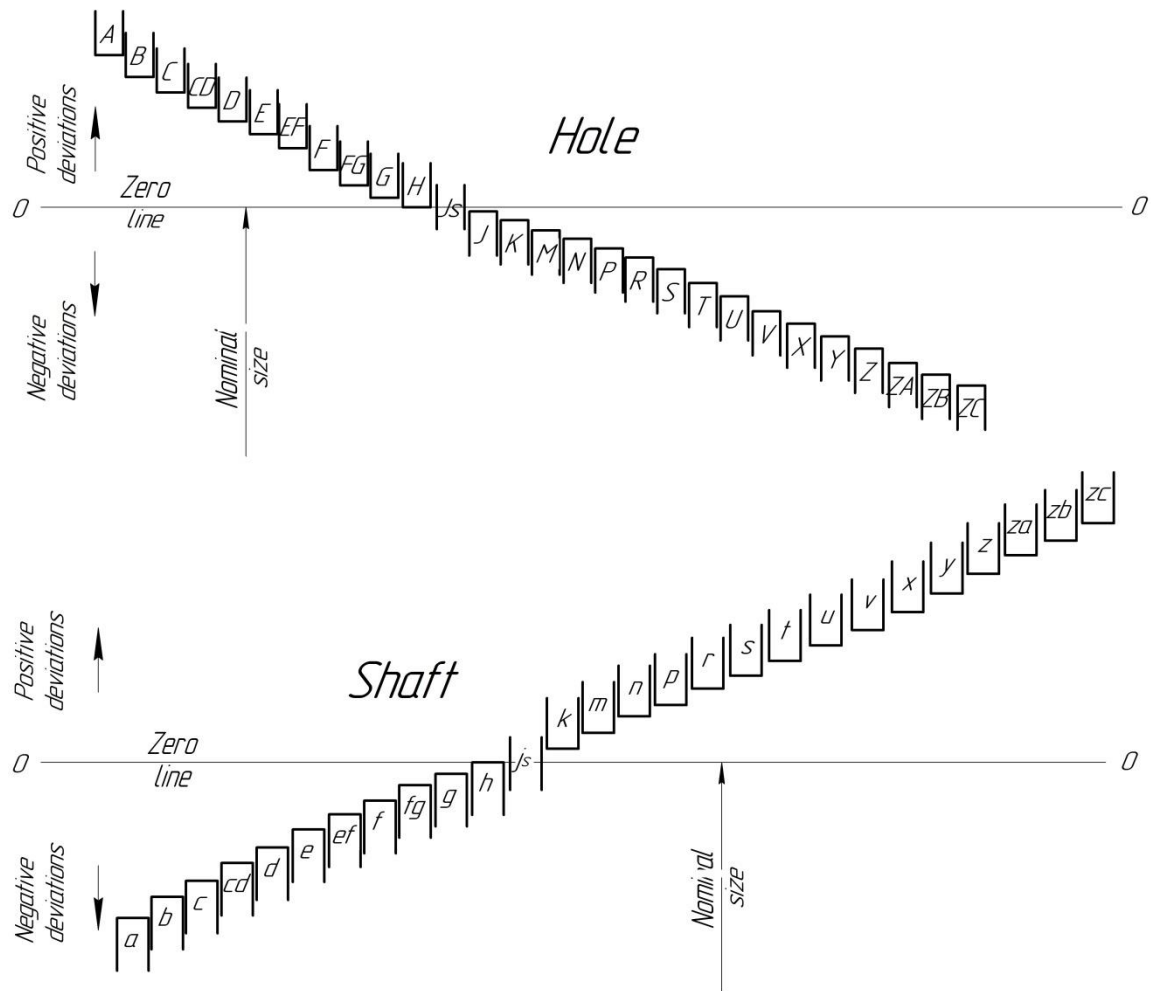 A
B
C
CD
D
E
EF
F
FG
G
H
Js
J
K
M
N
P
R
S
T
U
V
X
Y
Z
ZA
ZB
ZC
Hole
Positive
deviations
Zero
line
0
0
Negative
deviations
Nominal
size
zc
zb
za
z
y
x
v
u
t
s
r
p
n
m
k
js
h
g
fg
f
ef
e
d
cd
c
b
a
Shaft
Positive
deviations
Zero
line
0
0
Negative
deviations
Nominal
size